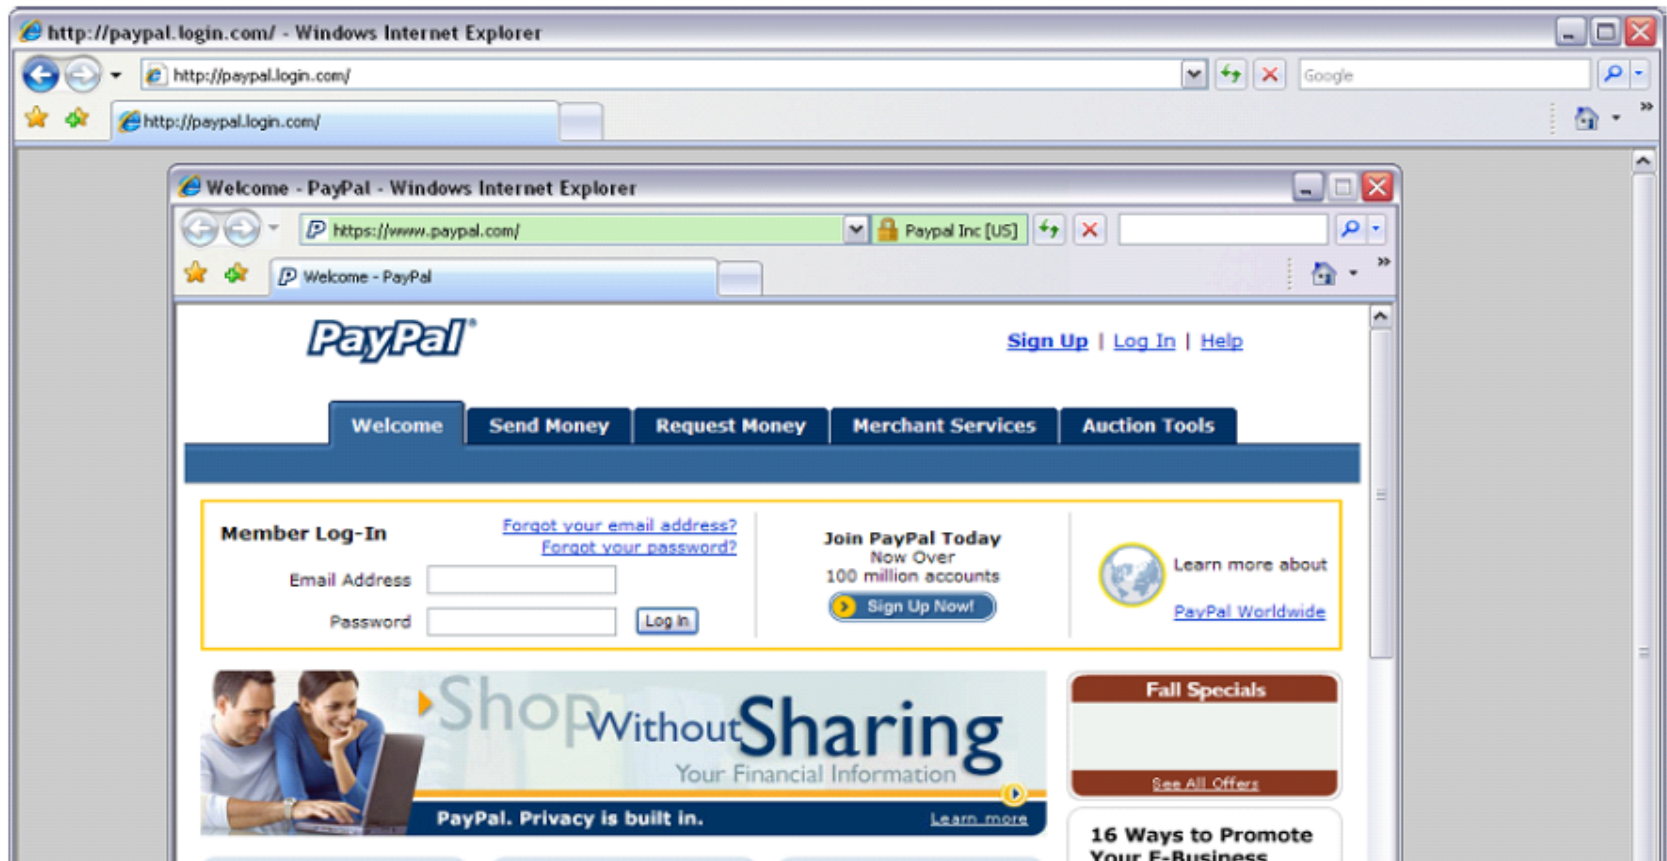 http://paypal.login.com/ - Windows Internet Explorer
http://paypal.login.com/
Google
http://paypal.login.com/
»
Welcome - PayPal - Windows Internet Explorer
https://www.paypal.com/
Paypal Inc [US]
Welcome - PayPal
»
PayPal®
Sign Up | Log In | Help
Welcome
Send Money
Request Money
Merchant Services
Auction Tools
Member Log-In
Forgot your email address?
Forgot your password?
Email Address
Password
Log In
Join PayPal Today
Now Over
100 million accounts
Sign Up Now!
Learn more about
PayPal Worldwide
Shop Without Sharing
Your Financial Information
PayPal. Privacy is built in.
Learn more
Fall Specials
See All Offers
16 Ways to Promote
Your E-Business